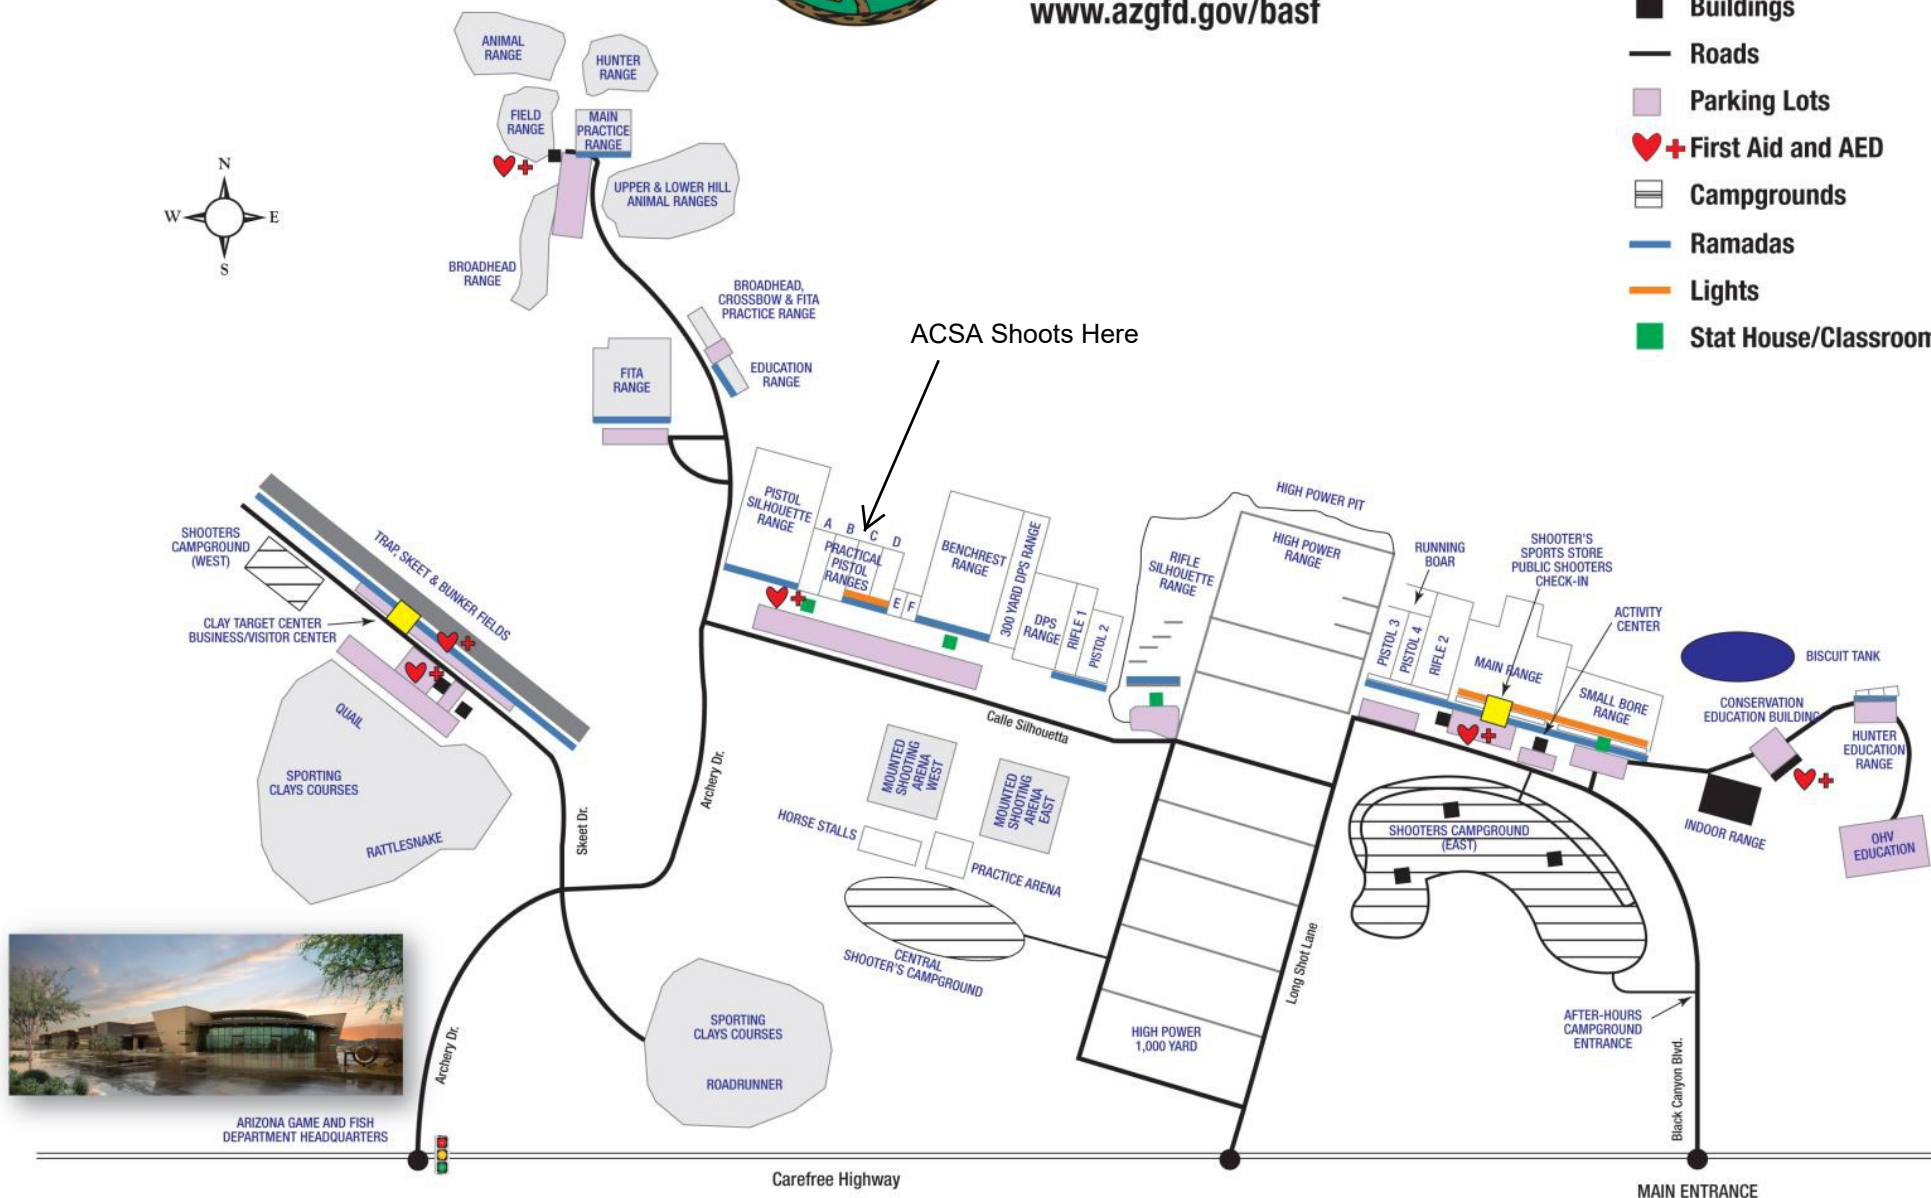 www.azgfd.gov/basf
Buildings
Roads
Parking Lots
First Aid and AED
Campgrounds
Ramadas
Lights
Stat House/Classroom
N
W
E
S
ANIMAL
RANGE
HUNTER
RANGE
FIELD
RANGE
MAIN
PRACTICE
RANGE
UPPER & LOWER HILL
ANIMAL RANGES
BROADHEAD
RANGE
BROADHEAD,
CROSSBOW & FITA
PRACTICE RANGE
EDUCATION
RANGE
FITA
RANGE
ACSA Shoots Here
PISTOL
SILHOUETTE
RANGE
A
B
C
D
PRACTICAL
PISTOL
RANGES
E
F
BENCHREST
RANGE
300 YARD DPS RANGE
DPS
RANGE
RIFLE 1
PISTOL 2
RIFLE
SILHOUETTE
RANGE
HIGH POWER PIT
HIGH POWER
RANGE
RUNNING
BOAR
PISTOL 3
PISTOL 4
RIFLE 2
SHOOTER'S
SPORTS STORE
PUBLIC SHOOTERS
CHECK-IN
MAIN RANGE
ACTIVITY
CENTER
SMALL BORE
RANGE
BISCUIT TANK
CONSERVATION
EDUCATION BUILDING
HUNTER
EDUCATION
RANGE
INDOOR RANGE
OHV
EDUCATION
SHOOTERS
CAMPGROUND
(WEST)
TRAP, SKEET & BUNKER FIELDS
CLAY TARGET CENTER
BUSINESS/VISITOR CENTER
QUAIL
SPORTING
CLAYS COURSES
RATTLESNAKE
Skeet Dr.
Archery Dr.
Calle Silhouetta
MOUNTED
SHOOTING
ARENA
WEST
MOUNTED
SHOOTING
ARENA
EAST
HORSE STALLS
PRACTICE ARENA
CENTRAL
SHOOTER'S CAMPGROUND
SHOOTERS CAMPGROUND
(EAST)
Long Shot Lane
HIGH POWER
1,000 YARD
AFTER-HOURS
CAMPGROUND
ENTRANCE
Black Canyon Blvd.
SPORTING
CLAYS COURSES
ROADRUNNER
Archery Dr.
ARIZONA GAME AND FISH
DEPARTMENT HEADQUARTERS
Carefree Highway
MAIN ENTRANCE